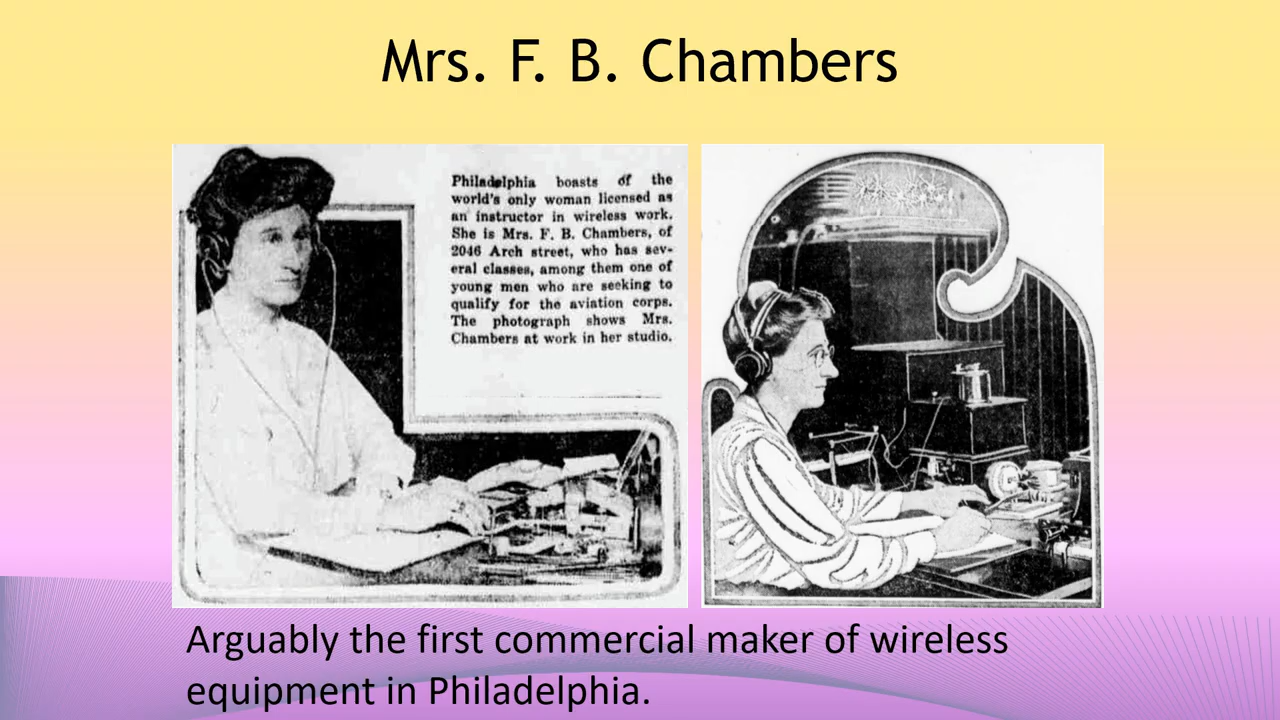 Mrs. F. B. Chambers
Philadelphia boasts of the
world's only woman licensed as
an instructor in wireless work.
She is Mrs. F. B. Chambers, of
2046 Arch street, who has sev-
eral classes, among them one of
young men who are seeking to
qualify for the aviation corps.
The photograph shows Mrs.
Chambers at work in her studio.
Arguably the first commercial maker of wireless
equipment in Philadelphia.